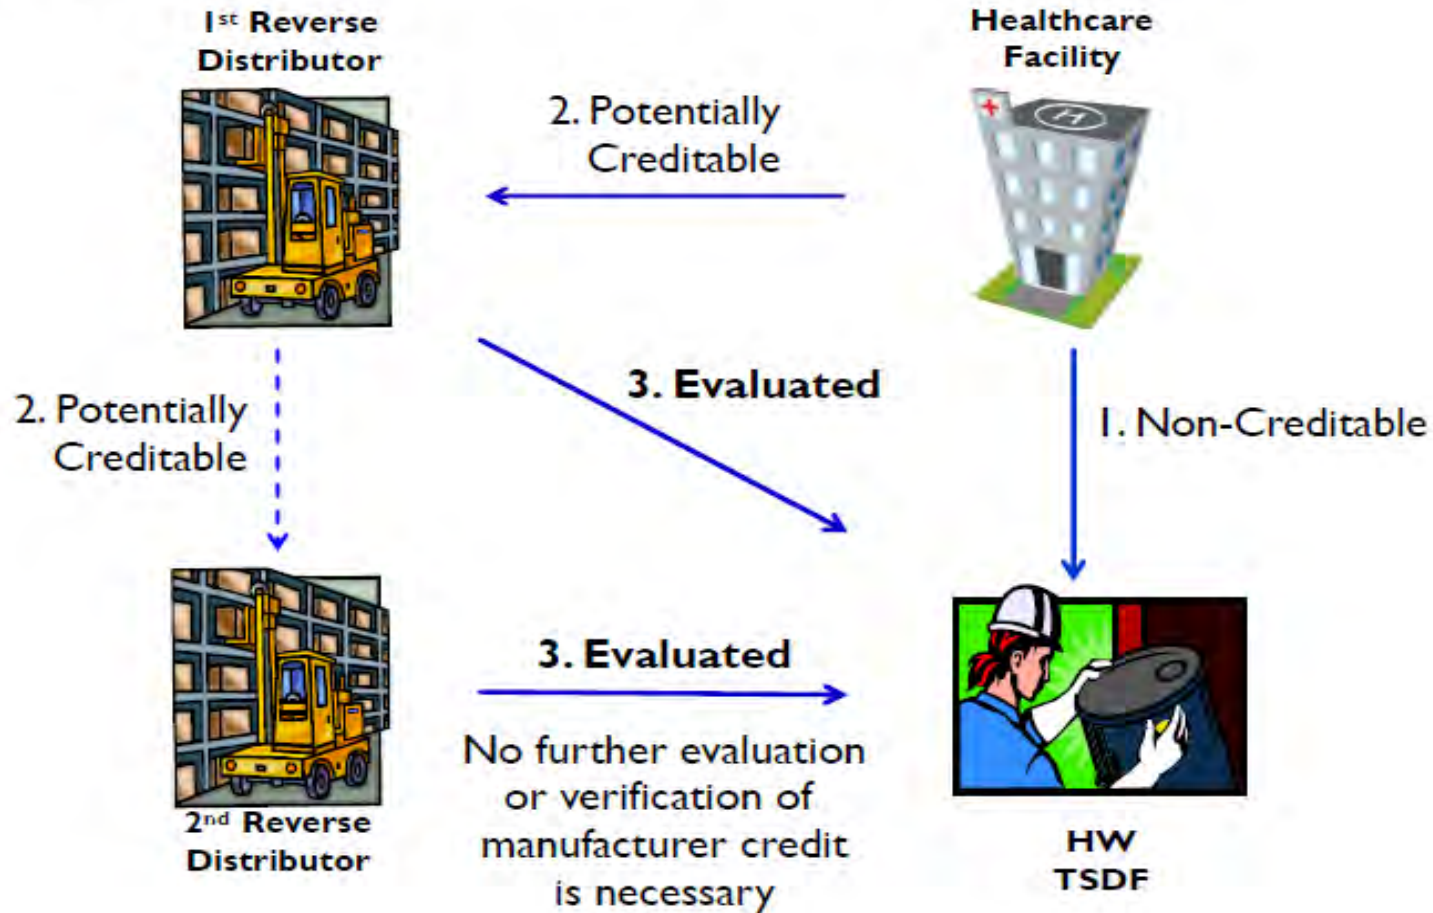 1st Reverse
Distributor
Healthcare
Facility
H
2. Potentially
Creditable
2. Potentially
Creditable
3. Evaluated
1. Non-Creditable
3. Evaluated
No further evaluation
or verification of
manufacturer credit
is necessary
2nd Reverse
Distributor
HW
TSDF